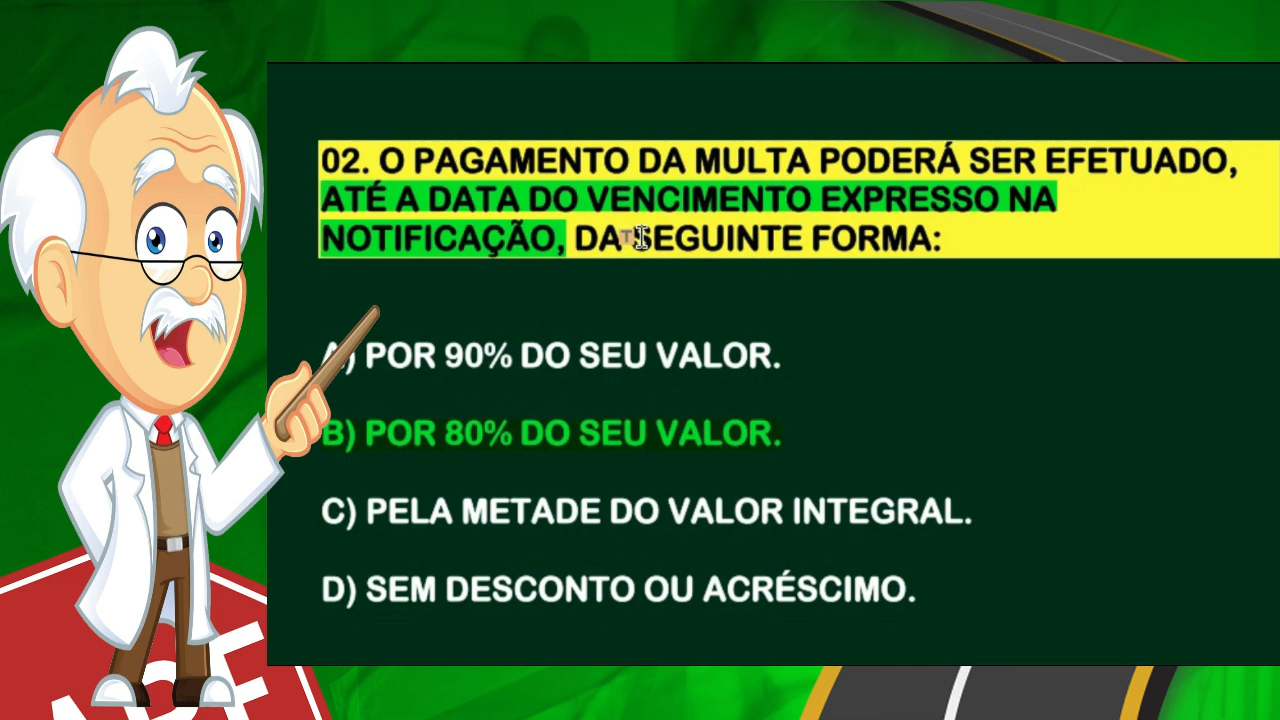 02. O PAGAMENTO DA MULTA PODERÁ SER EFETUADO,
ATÉ A DATA DO VENCIMENTO EXPRESSO NA
NOTIFICAÇÃO, DA SEGUINTE FORMA:
A) POR 90% DO SEU VALOR.
B) POR 80% DO SEU VALOR.
C) PELA METADE DO VALOR INTEGRAL.
D) SEM DESCONTO OU ACRÉSCIMO.